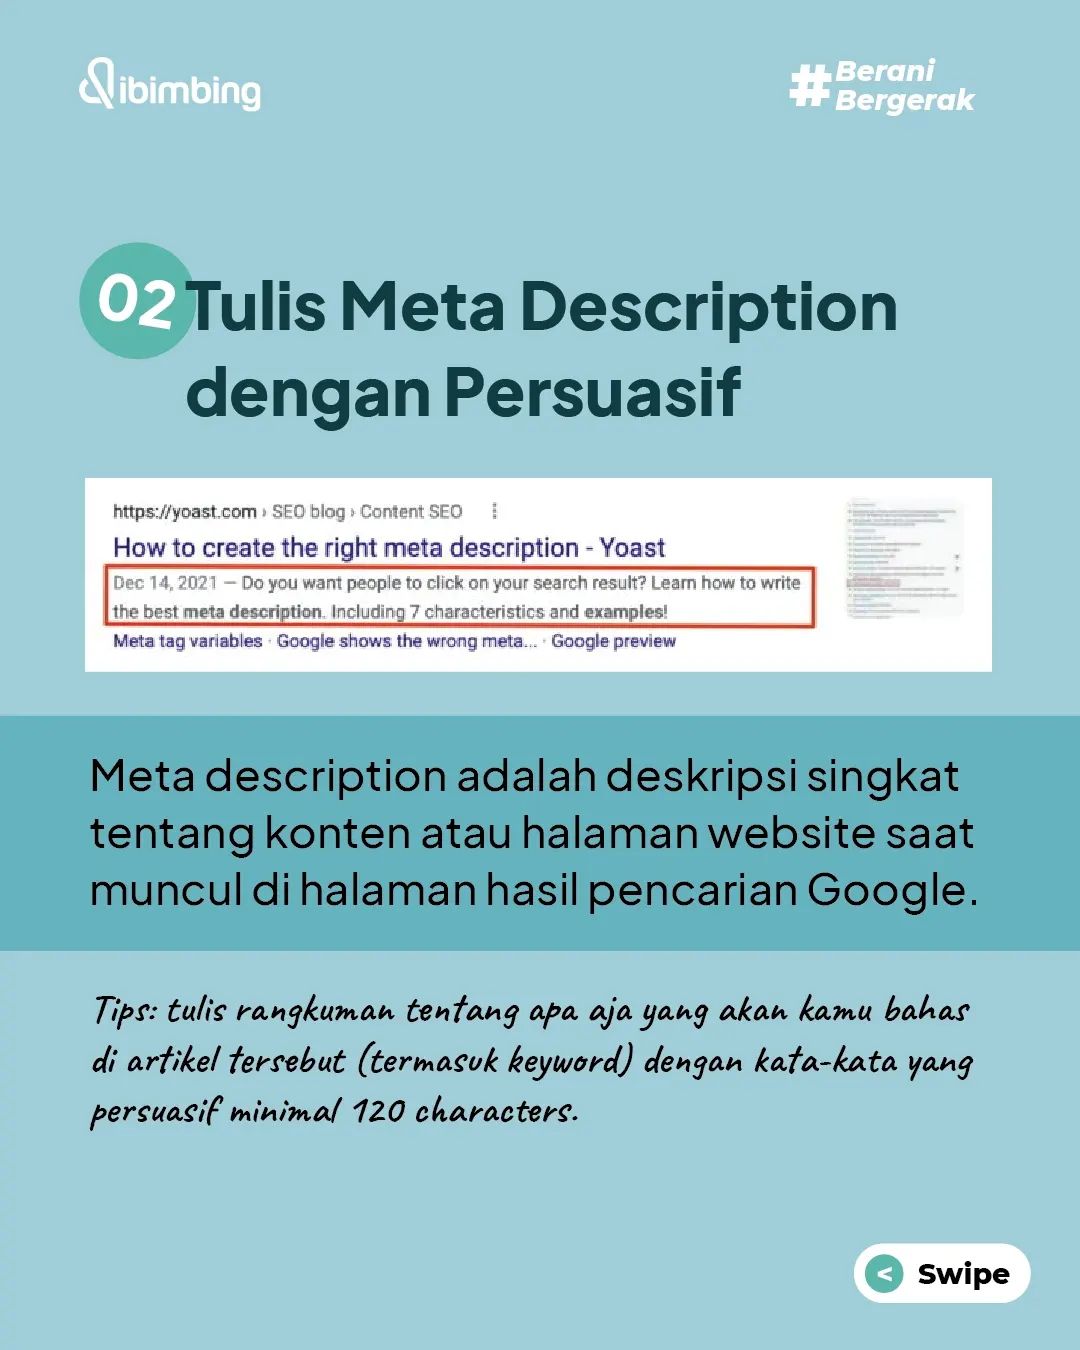 dibimbing
#Berani
Bergerak
02 Tulis Meta Description
dengan Persuasif
https://yoast.com › SEO blog › Content SEO
How to create the right meta description - Yoast
Dec 14, 2021 — Do you want people to click on your search result? Learn how to write
the best meta description. Including 7 characteristics and examples!
Meta tag variables · Google shows the wrong meta... · Google preview
Meta description adalah deskripsi singkat
tentang konten atau halaman website saat
muncul di halaman hasil pencarian Google.
Tips: tulis rangkuman tentang apa aja yang akan kamu bahas
di artikel tersebut (termasuk keyword) dengan kata-kata yang
persuasif minimal 120 characters.
< Swipe